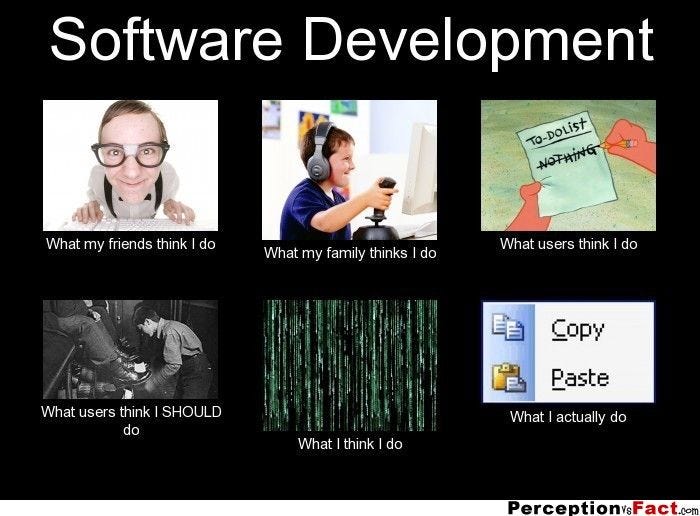 Software Development
TO-DO LIST
NOTHING
What my friends think I do
What my family thinks I do
What users think I do
Copy
Paste
What users think I SHOULD
do
What I think I do
What I actually do
PerceptionvsFact.com